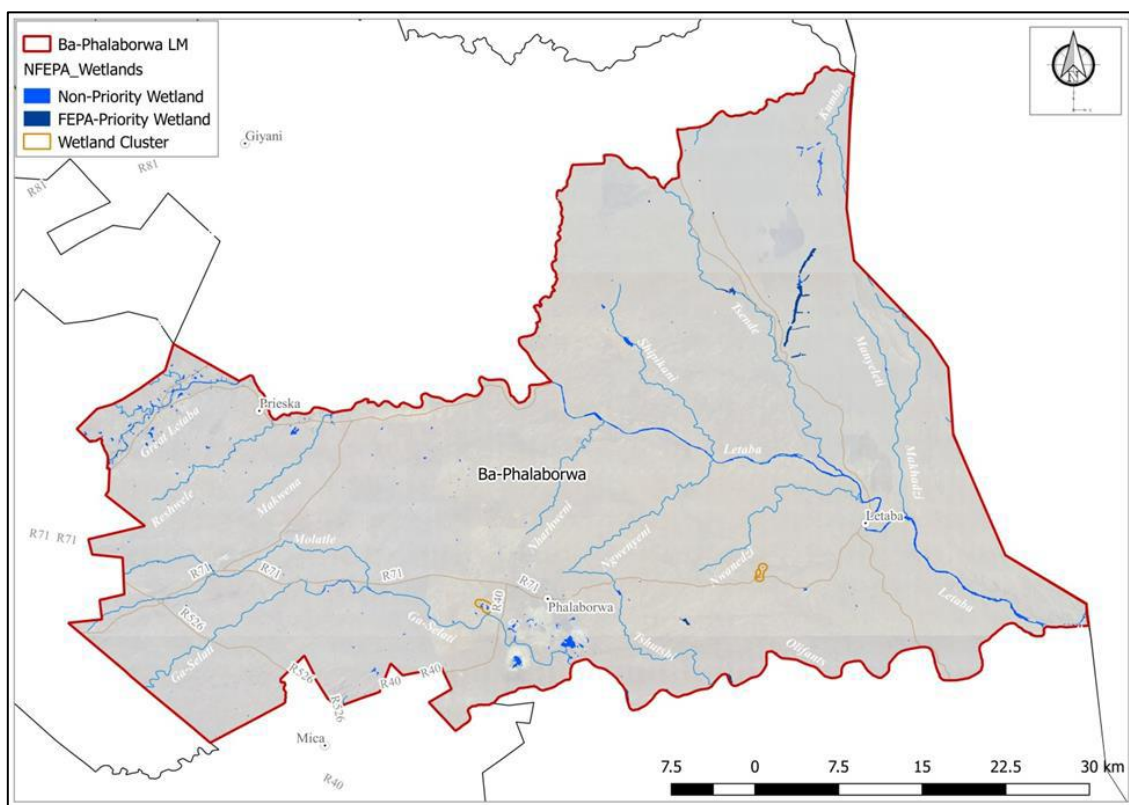 Ba-Phalaborwa LM
NFEPA_Wetlands
Non-Priority Wetland
FEPA-Priority Wetland
Wetland Cluster
N
Giyani
R81
R81
Kumba
Tsende
Shipikani
Manyeleti
Makhadzi
Prieska
Great Letaba
Reshwele
Makwena
Ba-Phalaborwa
Letaba
Nharhweni
Ngwenyeni
Letaba
Nwanedzi
R71 R71
Molatle
R71
R71
R71
R71
R40
Phalaborwa
Ga-Selati
R526
Ga-Selati
R526
R40
R40
R526
Tshutshi
Olifants
Letaba
Mica
R40
7.5 0 7.5 15 22.5 30 km